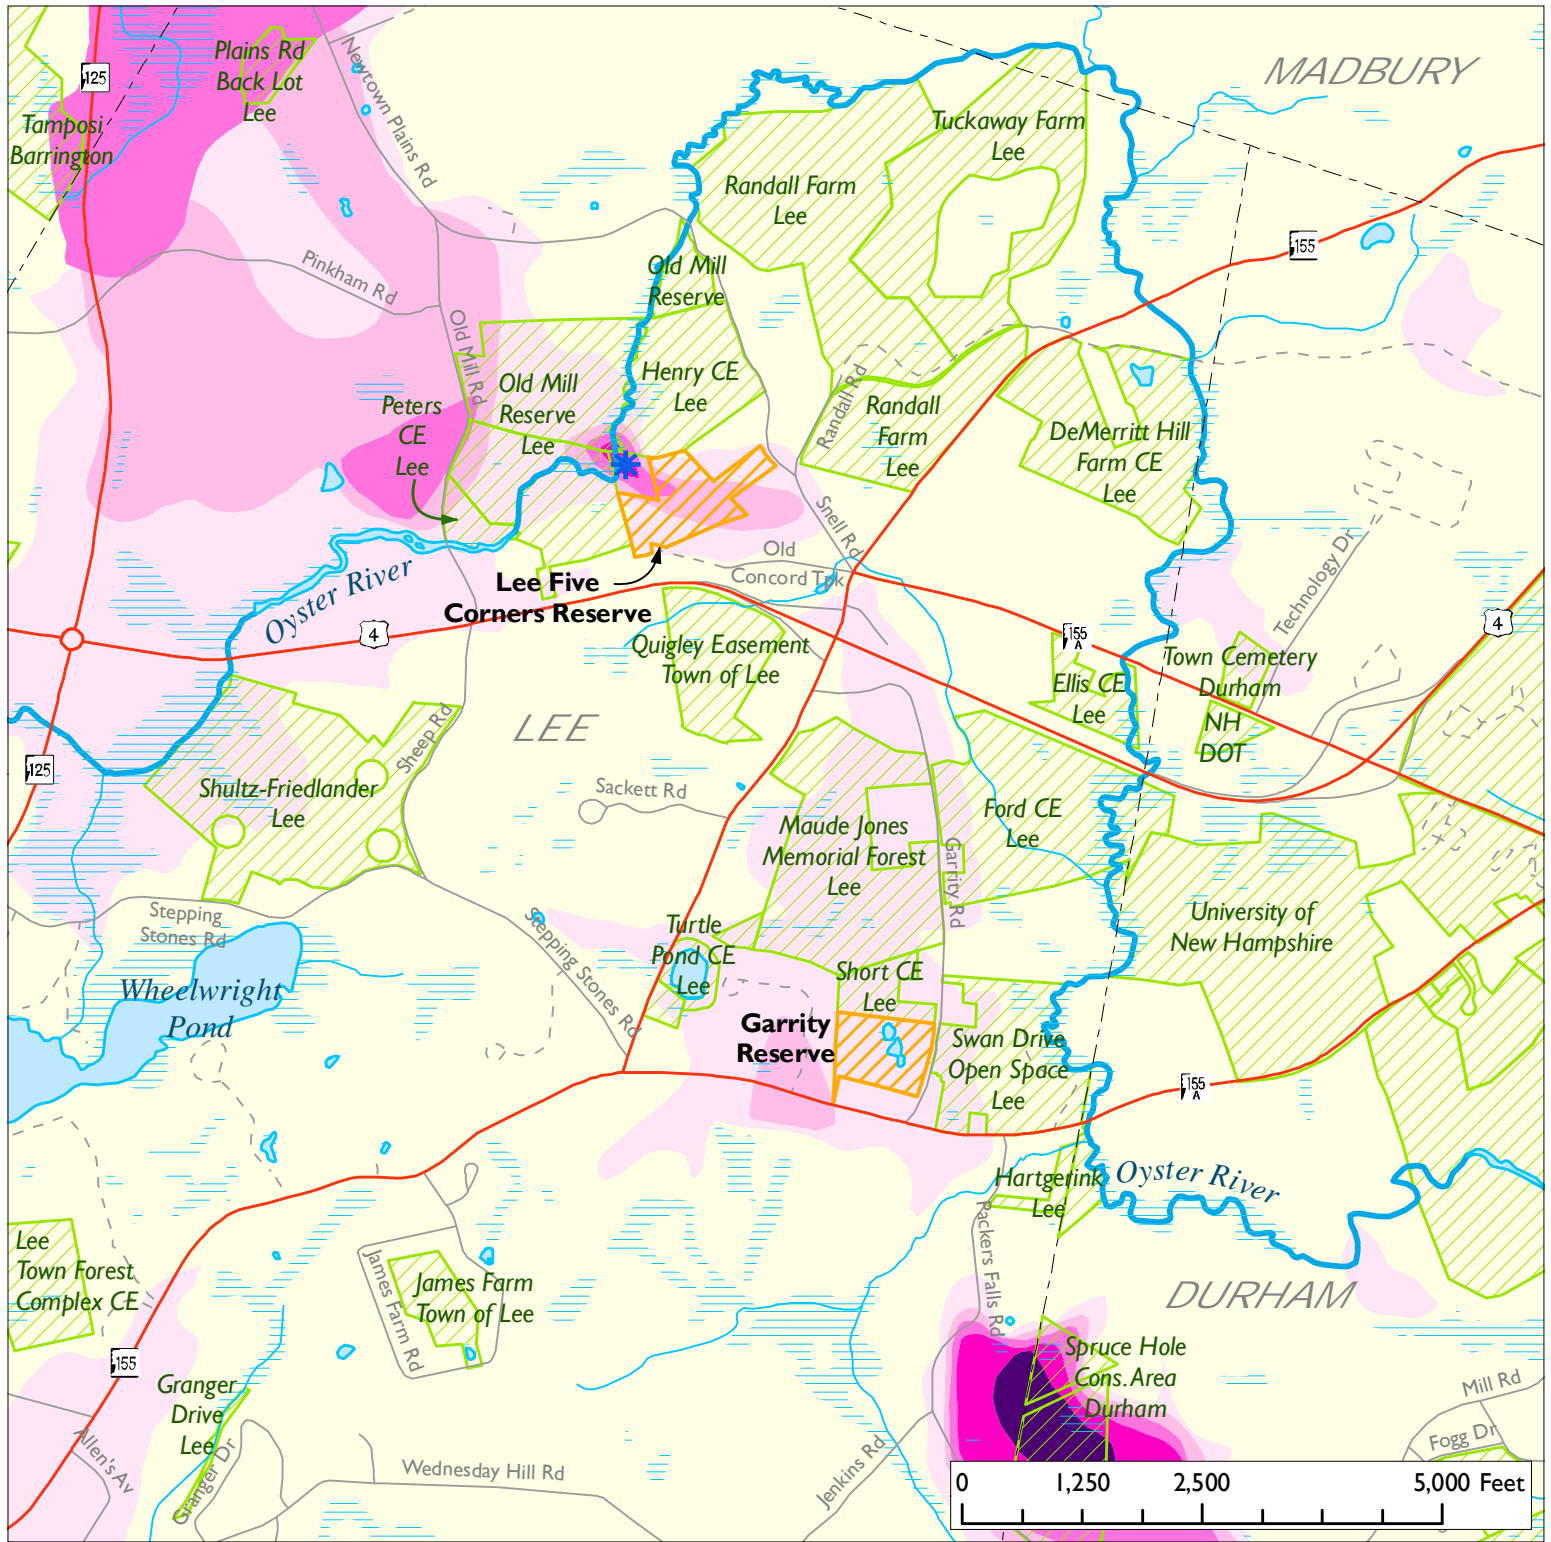 MADBURY
125
Plains Rd
Back Lot
Lee
Newtown Plains Rd
Tamposi
Barrington
Tuckaway Farm
Lee
Randall Farm
Lee
155
Pinkham Rd
Old Mill
Reserve
Old Mill Rd
Henry CE
Lee
Old Mill
Reserve
Lee
Peters
CE
Lee
Randall Rd
Randall
Farm
Lee
DeMerritt Hill
Farm CE
Lee
Snell Rd
Old
Concord Tpk
Technology Dr
Lee Five
Corners Reserve
Oyster River
4
4
155
A
Quigley Easement
Town of Lee
Town Cemetery
Durham
Ellis CE
Lee
NH
DOT
LEE
Sheep Rd
125
Shultz-Friedlander
Lee
Sackett Rd
Ford CE
Lee
Maude Jones
Memorial Forest
Lee
Garrity Rd
Stepping
Stones Rd
Stepping Stones Rd
University of
New Hampshire
Turtle
Pond CE
Lee
Short CE
Lee
Wheelwright
Pond
Garrity
Reserve
Swan Drive
Open Space
Lee
155
A
Hartgerink
Lee
Oyster River
Packers Falls Rd
Lee
Town Forest
Complex CE
James Farm Rd
James Farm
Town of Lee
DURHAM
155
Spruce Hole
Cons. Area
Durham
Granger
Drive
Lee
Granger Dr
Allen's Av
Wednesday Hill Rd
Jenkins Rd
Mill Rd
Fogg Dr
0 1,250 2,500 5,000 Feet